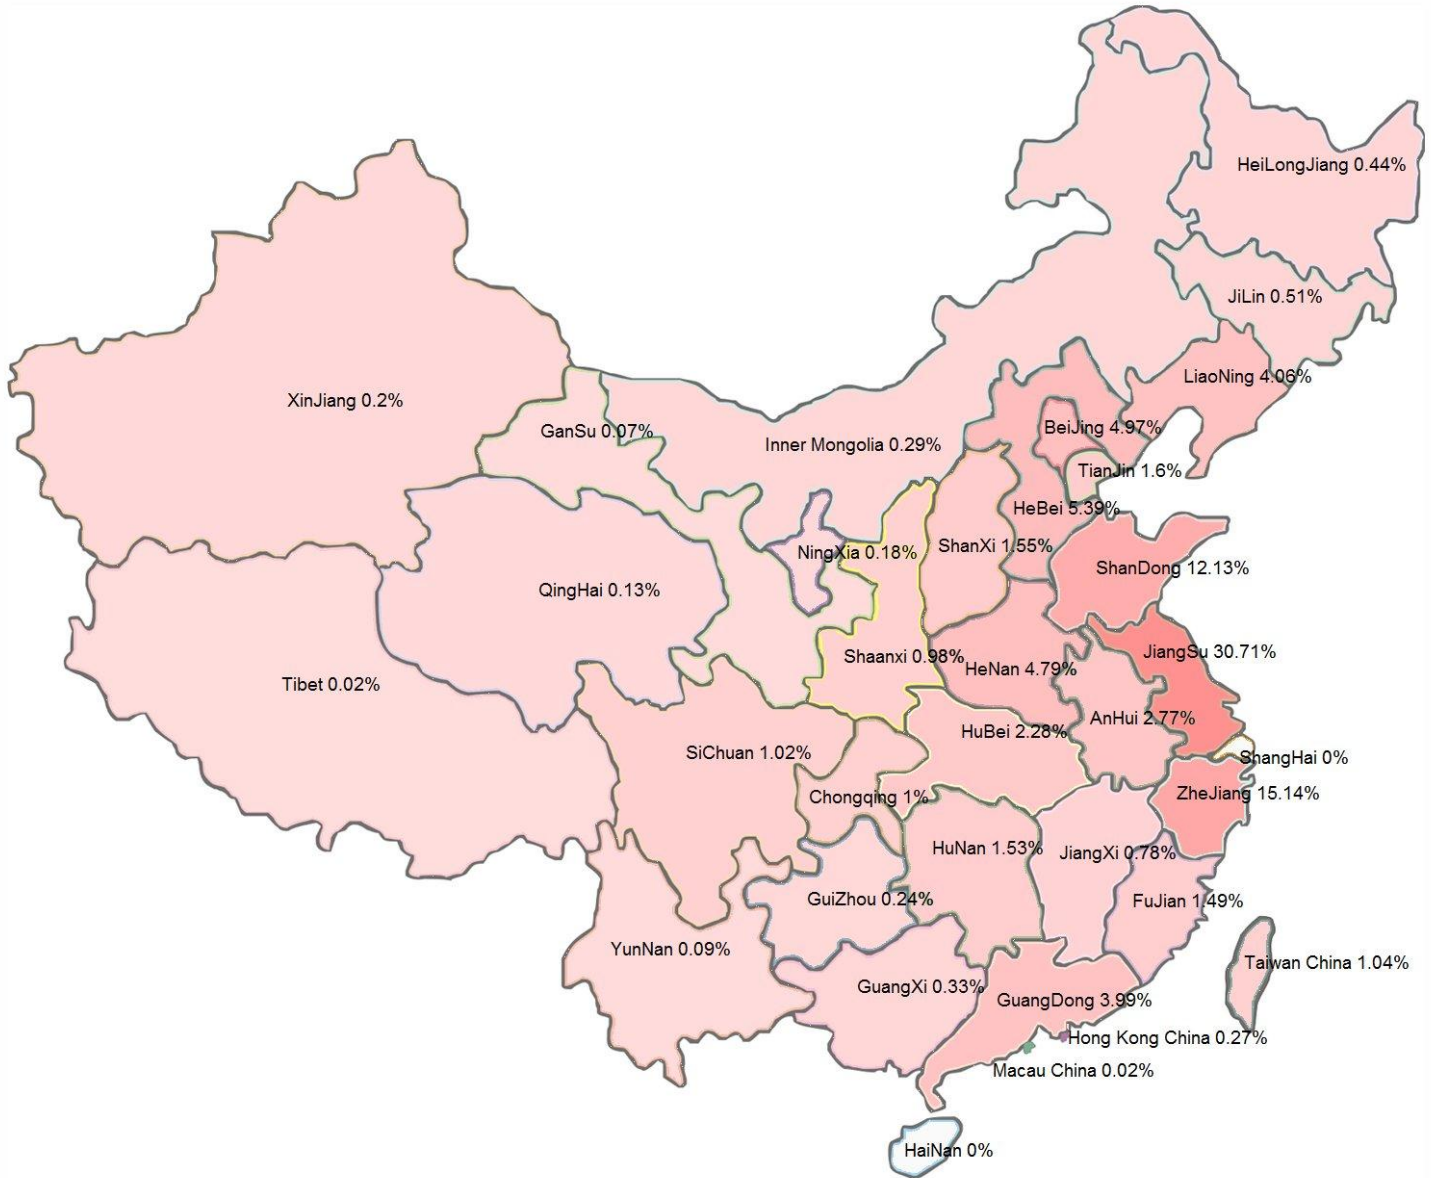 HeiLongJiang 0.44%
JiLin 0.51%
LiaoNing 4.06%
XinJiang 0.2%
GanSu 0.07%
Inner Mongolia 0.29%
BeiJing 4.97%
TianJin 1.6%
HeBei 5.39%
NingXia 0.18%
ShanXi 1.55%
ShanDong 12.13%
QingHai 0.13%
Shaanxi 0.98%
HeNan 4.79%
JiangSu 30.71%
Tibet 0.02%
AnHui 2.77%
HuBei 2.28%
SiChuan 1.02%
ShangHai 0%
Chongqing 1%
ZheJiang 15.14%
HuNan 1.53%
JiangXi 0.78%
GuiZhou 0.24%
FuJian 1.49%
YunNan 0.09%
Taiwan China 1.04%
GuangXi 0.33%
GuangDong 3.99%
Hong Kong China 0.27%
Macau China 0.02%
HaiNan 0%